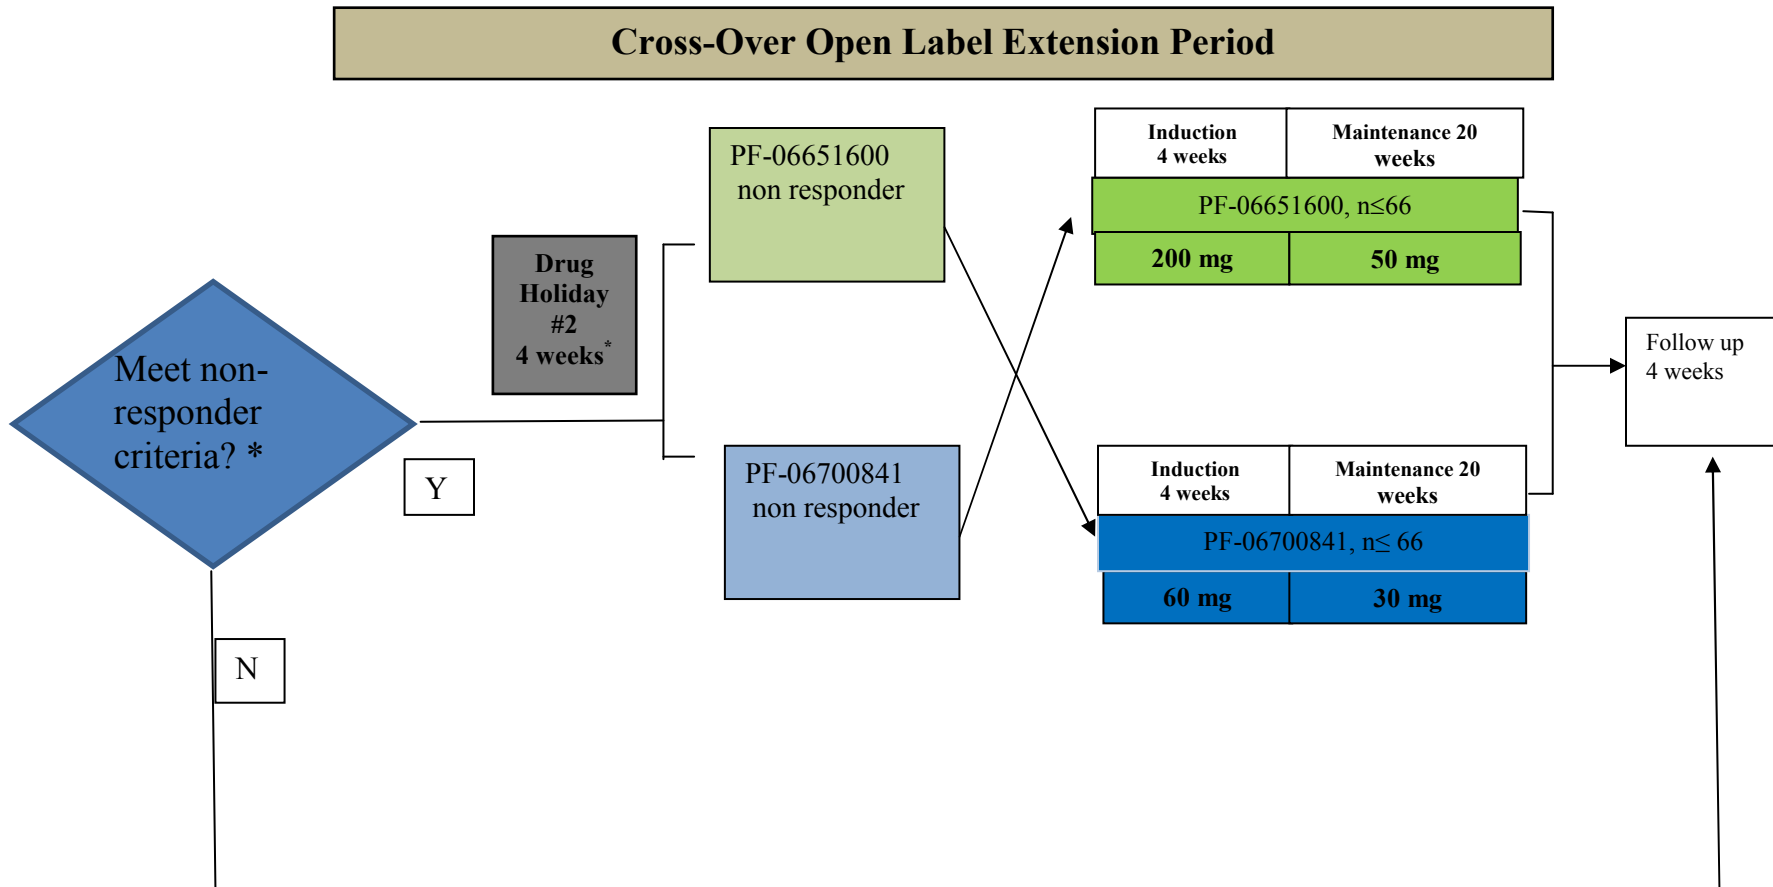 Cross-Over Open Label Extension Period
Meet non-
responder
criteria? *
Y
N
Drug
Holiday
#2
4 weeks*
PF-06651600
non responder
PF-06700841
non responder
Induction
4 weeks
Maintenance 20
weeks
PF-06651600, n≤66
200 mg
50 mg
Induction
4 weeks
Maintenance 20
weeks
PF-06700841, n≤ 66
60 mg
30 mg
Follow up
4 weeks